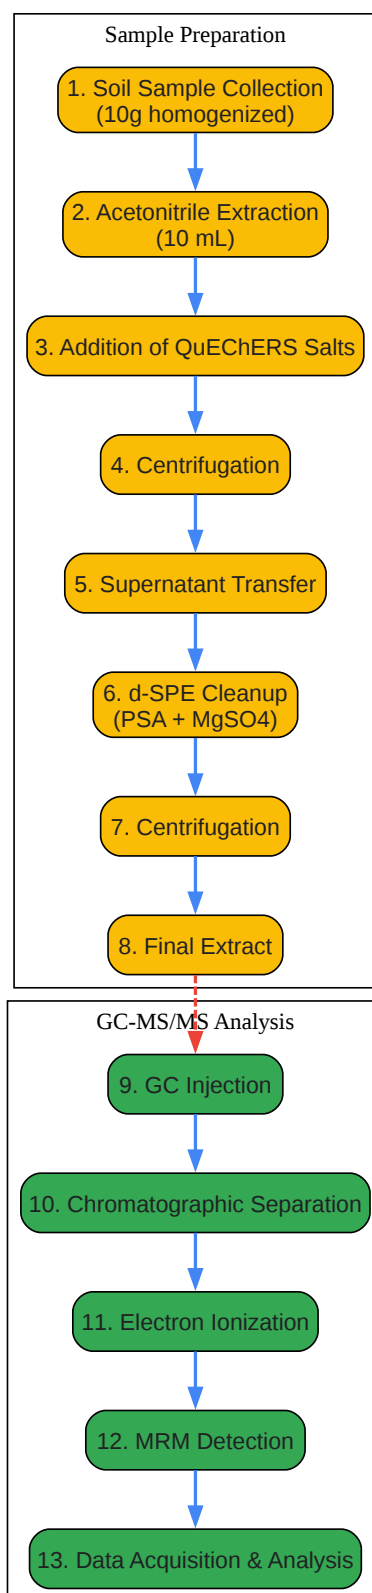 Sample Preparation
1. Soil Sample Collection
(10g homogenized)
2. Acetonitrile Extraction
(10 mL)
3. Addition of QuEChERS Salts
4. Centrifugation
5. Supernatant Transfer
6. d-SPE Cleanup
(PSA + MgSO4)
7. Centrifugation
8. Final Extract
GC-MS/MS Analysis
9. GC Injection
10. Chromatographic Separation
11. Electron Ionization
12. MRM Detection
13. Data Acquisition & Analysis